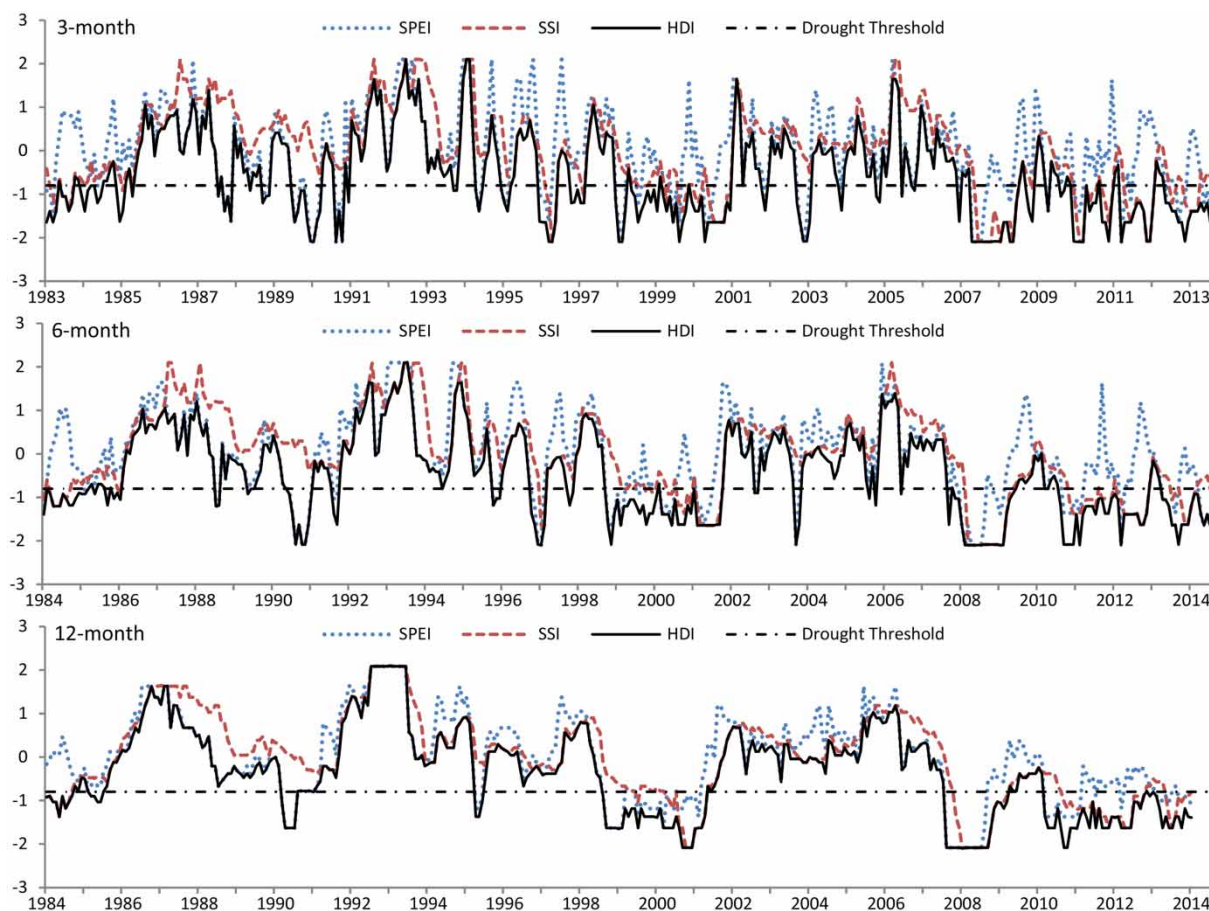 3-month
SPEI SSI HDI Drought Threshold
3
2
1
0
-1
-2
-3
1983 1985 1987 1989 1991 1993 1995 1997 1999 2001 2003 2005 2007 2009 2011 2013
6-month
SPEI SSI HDI Drought Threshold
3
2
1
0
-1
-2
-3
1984 1986 1988 1990 1992 1994 1996 1998 2000 2002 2004 2006 2008 2010 2012 2014
12-month
SPEI SSI HDI Drought Threshold
3
2
1
0
-1
-2
-3
1984 1986 1988 1990 1992 1994 1996 1998 2000 2002 2004 2006 2008 2010 2012 2014